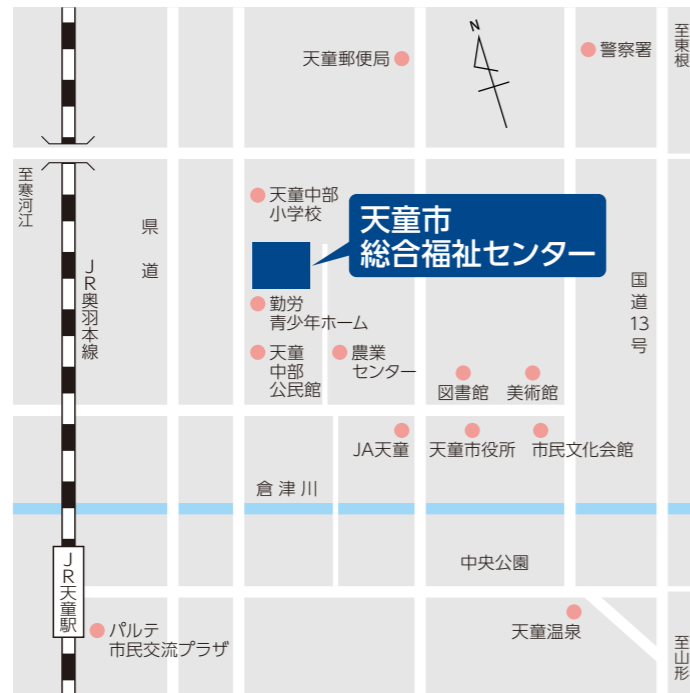 天童郵便局
N
警察署
至東根
至寒河江
県道
JR奥羽本線
天童中部
小学校
天童市
総合福祉センター
勤労
青少年ホーム
天童
中部
公民館
農業
センター
図書館
美術館
国道13号
JA天童
天童市役所
市民文化会館
倉津川
中央公園
JR天童駅
パルテ
市民交流プラザ
天童温泉
至山形